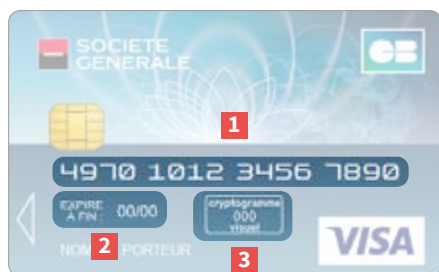 SOCIETE
GENERALE
CB
1
4970 1012 3456 7890
EXPIRE
A FIN 00/00
cryptogramme
000
visuel
NOM PORTEUR
2
3
VISA